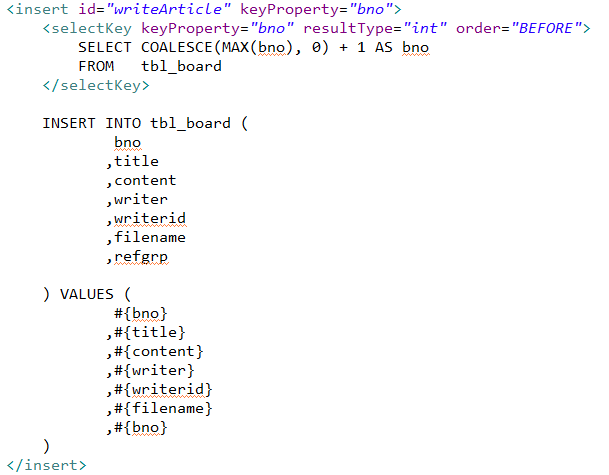 <insert id="writeArticle" keyProperty="bno">
<selectKey keyProperty="bno" resultType="int" order="BEFORE">
SELECT COALESCE(MAX(bno), 0) + 1 AS bno
FROM   tbl_board
</selectKey>
INSERT INTO tbl_board (
bno
,title
,content
,writer
,writerid
,filename
,refgrp
) VALUES (
#{bno}
,#{title}
,#{content}
,#{writer}
,#{writerid}
,#{filename}
,#{bno}
)
</insert>